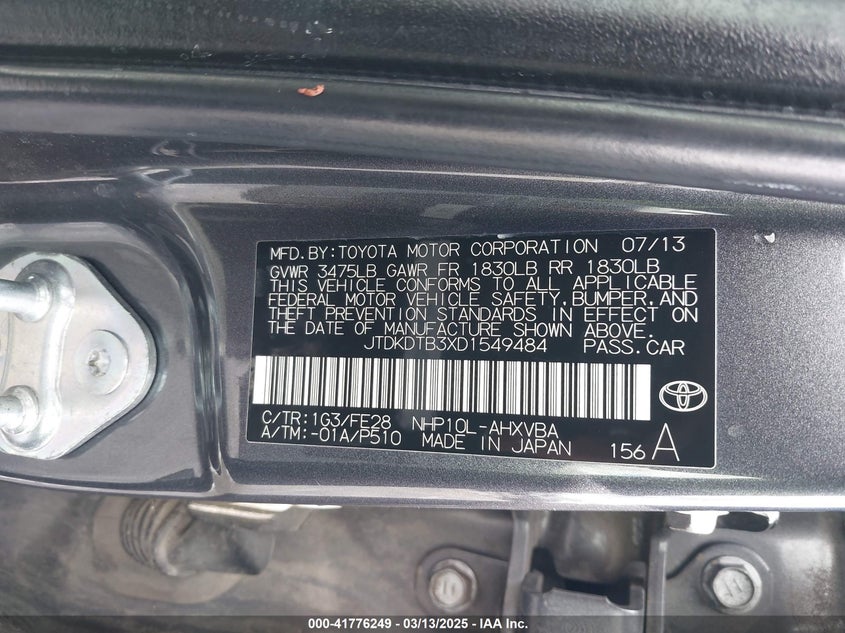 MFD.BY:TOYOTA MOTOR CORPORATION 07/13
GVWR 3475LB GAWR FR 1830LB RR 1830LB
THIS VEHICLE CONFORMS TO ALL APPLICABLE
FEDERAL MOTOR VEHICLE SAFETY,BUMPER,AND
THEFT PREVENTION STANDARDS IN EFFECT ON
THE DATE OF MANUFACTURE SHOWN ABOVE.
JTDKDTB3XD1549484 PASS.CAR
C/TR:1G3/FE28 NHP10L-AHXVBA
A/TM:-01A/P510 MADE IN JAPAN 156 A
000-41776249 - 03/13/2025 - IAA Inc.